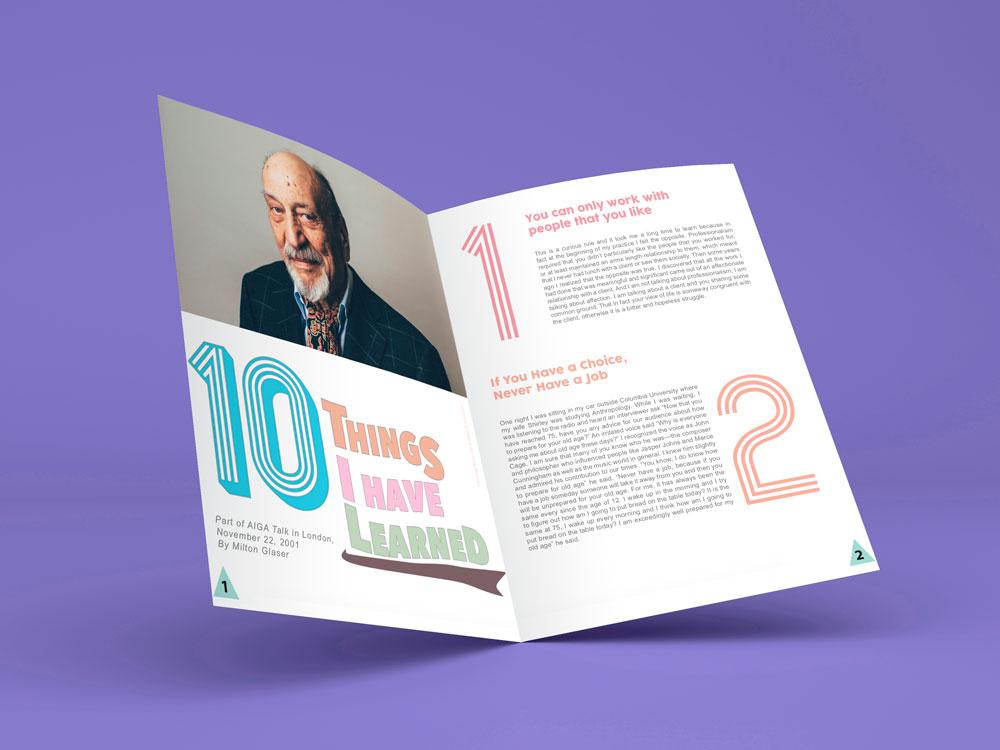 10
THINGS
I HAVE
LEARNED
Part of AIGA Talk in London,
November 22, 2001
By Milton Glaser
1
1
You can only work with
people that you like
This is a curious rule and it took me a long time to learn because in
fact at the beginning of my practice I felt the opposite. Professionalism
required that you didn't particularly like the people that you worked for,
or at least maintained an arms length relationship to them, which meant
that I never had lunch with a client or saw them socially. Then some years
ago I realized that the opposite was true. I discovered that all the work I
had done that was meaningful and significant came out of an affectionate
relationship with a client. And I am not talking about professionalism; I am
talking about affection. I am talking about a client and you sharing some
common ground. That in fact your view of life is someway congruent with
the client, otherwise it is a bitter and hopeless struggle.
If You Have a Choice,
Never Have a Job
One night I was sitting in my car outside Columbia University where
my wife Shirley was studying Anthropology. While I was waiting, I
was listening to the radio and heard an interviewer ask "Now that you
have reached 75, have you any advice for our audience about how
to prepare for your old age?" An irritated voice said "Why is everyone
asking me about old age these days?" I recognized the voice as John
Cage. I am sure that many of you know who he was—the composer
and philosopher who influenced people like Jasper Johns and Merce
Cunningham as well as the music world in general. I knew him slightly
and admired his contribution to our times. "You know, I do know how
to prepare for old age" he said. "Never have a job, because if you
have a job someday someone will take it away from you and then you
will be unprepared for your old age. For me, it has always been the
same every since the age of 12. I wake up in the morning and I try
to figure out how am I going to put bread on the table today? It is the
same at 75, I wake up every morning and I think how am I going to
put bread on the table today? I am exceedingly well prepared for my
old age" he said.
2
2